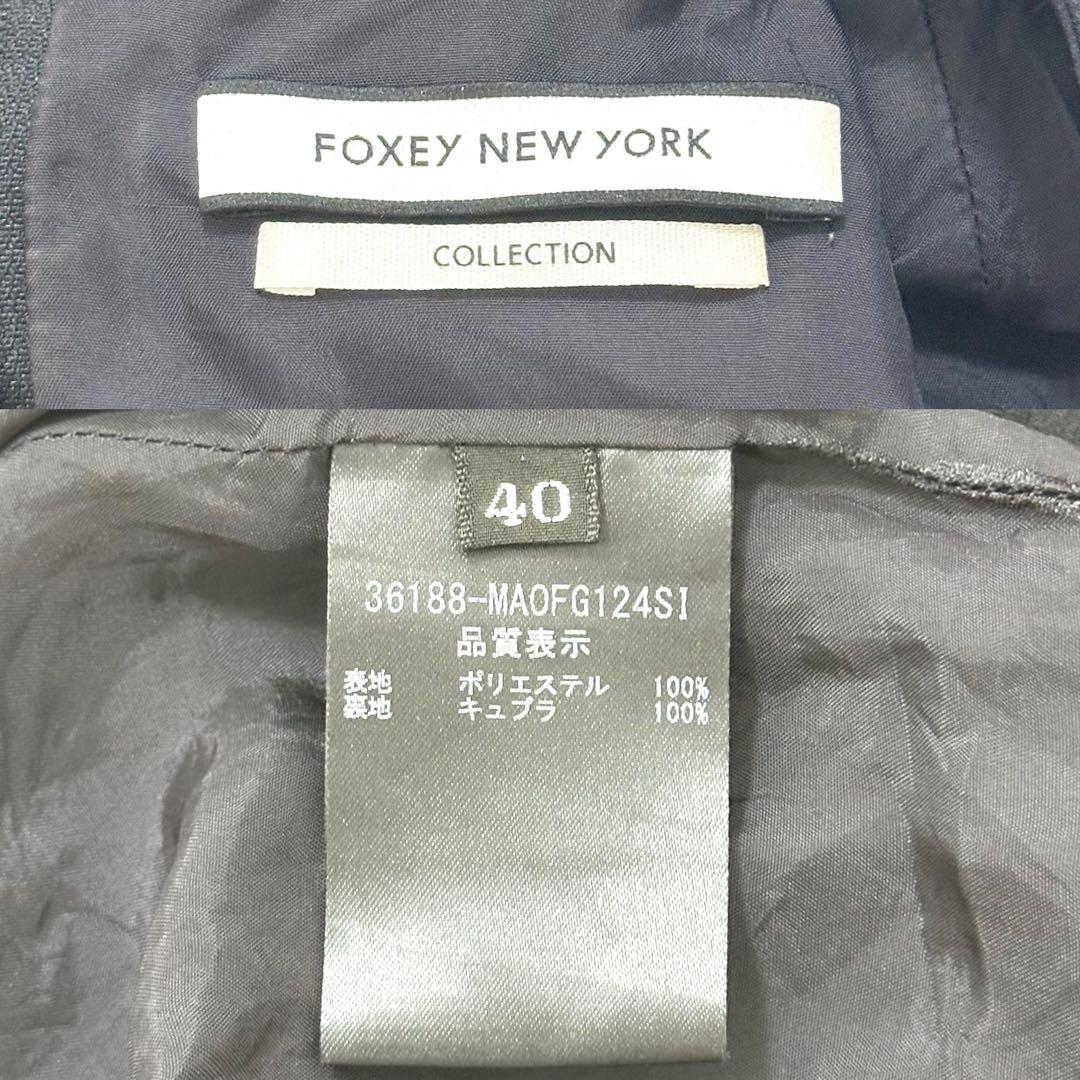 FOXEY NEW YORK
COLLECTION
40
36188-MAOFG124SI
品質表示
表地 ポリエステル 100%
裏地 キュプラ 100%